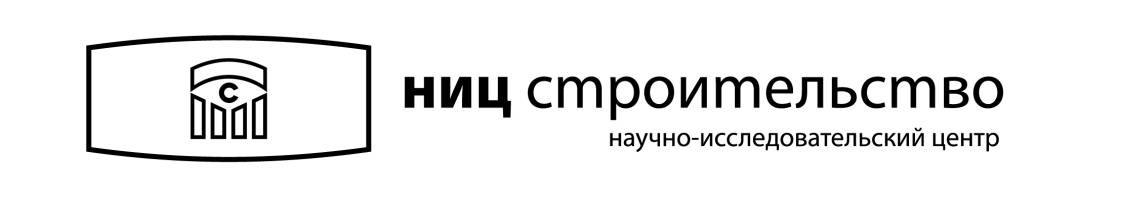 с
ниц строительство
научно-исследовательский центр